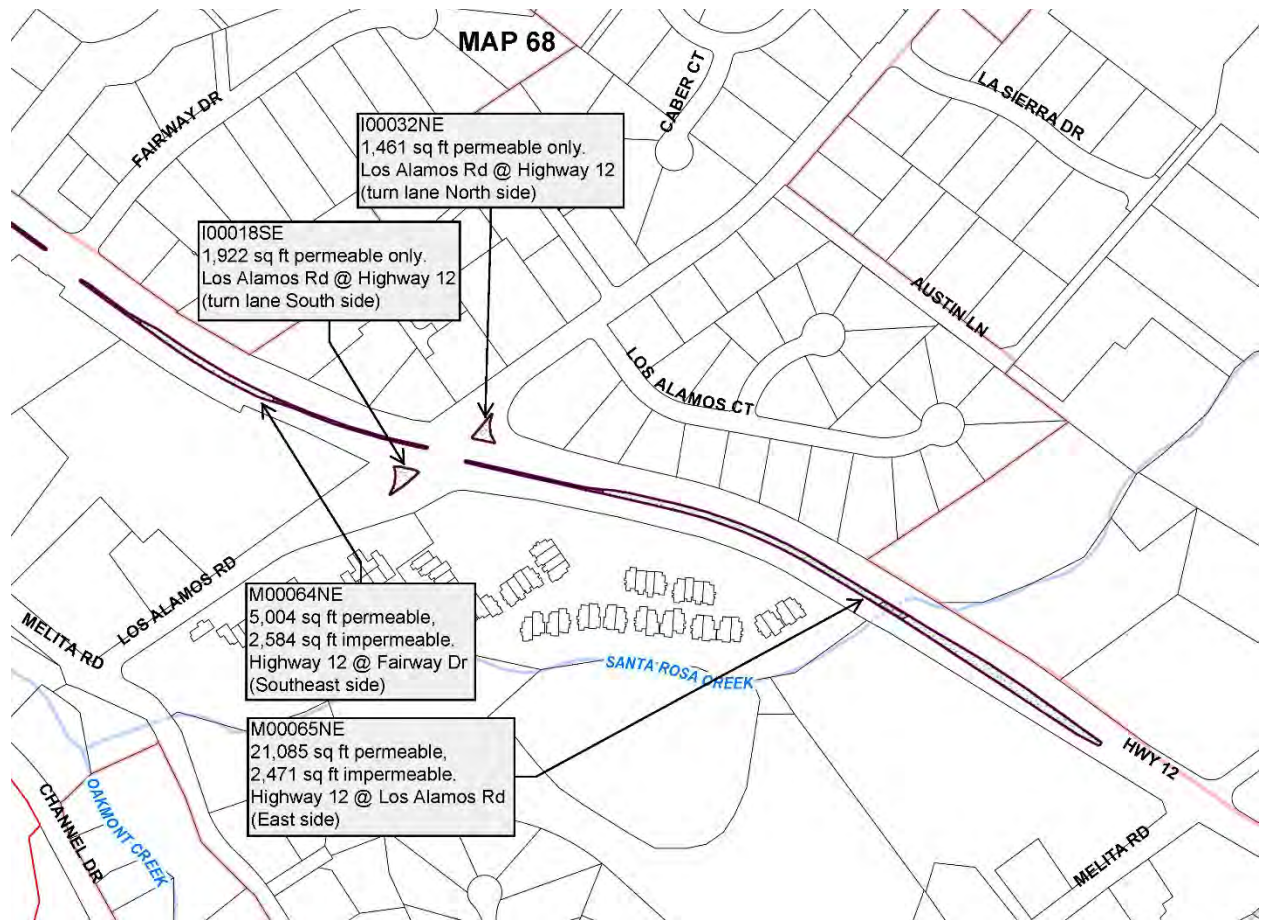 MAP 68
FAIRWAY DR
CABER CT
LA SIERRA DR
I00032NE
1,461 sq ft permeable only.
Los Alamos Rd @ Highway 12
(turn lane North side)
I00018SE
1,922 sq ft permeable only.
Los Alamos Rd @ Highway 12
(turn lane South side)
AUSTIN LN
LOS ALAMOS CT
LOS ALAMOS RD
MELITA RD
M00064NE
5,004 sq ft permeable,
2,584 sq ft impermeable.
Highway 12 @ Fairway Dr
(Southeast side)
SANTA ROSA CREEK
M00065NE
21,085 sq ft permeable,
2,471 sq ft impermeable.
Highway 12 @ Los Alamos Rd
(East side)
HWY 12
CHANNEL DR
OAKMONT CREEK
MELITA RD